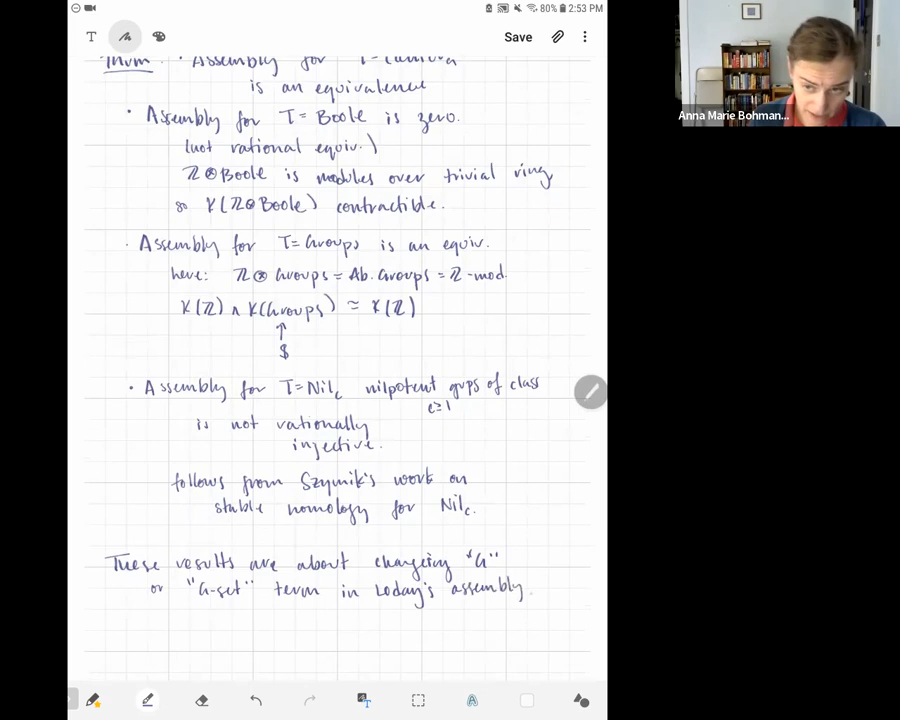 80% 2:53 PM
T Save
Thm · Assembly for T=Cantor
is an equivalence
· Assembly for T=Boole is zero.
(not rational equiv.)
ℤ⊗Boole is modules over trivial ring
so K(ℤ⊗Boole) contractible.
· Assembly for T=Groups is an equiv.
here: ℤ⊗Groups = Ab.Groups = ℤ-mod.
K(ℤ) ∧ K(Groups) ≃ K(ℤ)
↑
$
· Assembly for T=Nil_c nilpotent gups of class
c≥1
is not rationally
injective.
follows from Szymik's work on
stable homology for Nil_c.
These results are about changing "G"
or "G-set" term in today's assembly.
Anna Marie Bohman...